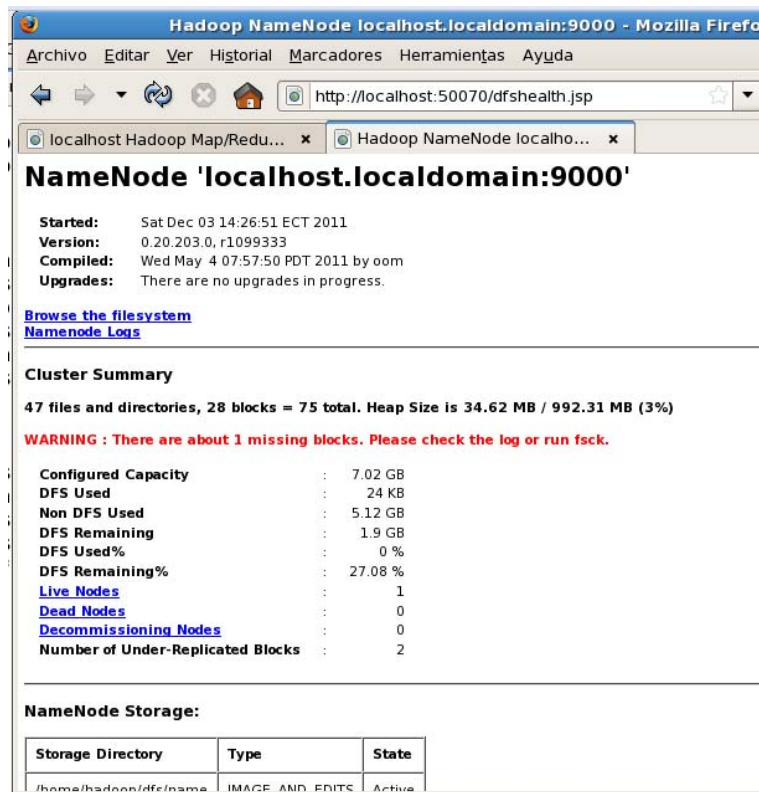 Hadoop NameNode localhost.localdomain:9000 - Mozilla Firefo
Archivo Editar Ver Historial Marcadores Herramientas Ayuda
http://localhost:50070/dfshealth.jsp
localhost Hadoop Map/Redu... x Hadoop NameNode localho... x
NameNode 'localhost.localdomain:9000'
Started: Sat Dec 03 14:26:51 ECT 2011
Version: 0.20.203.0, r1099333
Compiled: Wed May 4 07:57:50 PDT 2011 by oom
Upgrades: There are no upgrades in progress.
Browse the filesystem
Namenode Logs
Cluster Summary
47 files and directories, 28 blocks = 75 total. Heap Size is 34.62 MB / 992.31 MB (3%)
WARNING : There are about 1 missing blocks. Please check the log or run fsck.
Configured Capacity : 7.02 GB
DFS Used : 24 KB
Non DFS Used : 5.12 GB
DFS Remaining : 1.9 GB
DFS Used% : 0 %
DFS Remaining% : 27.08 %
Live Nodes : 1
Dead Nodes : 0
Decommissioning Nodes : 0
Number of Under-Replicated Blocks : 2
NameNode Storage:
Storage Directory Type State
/home/hadoop/dfs/name IMAGE_AND_EDITS Active